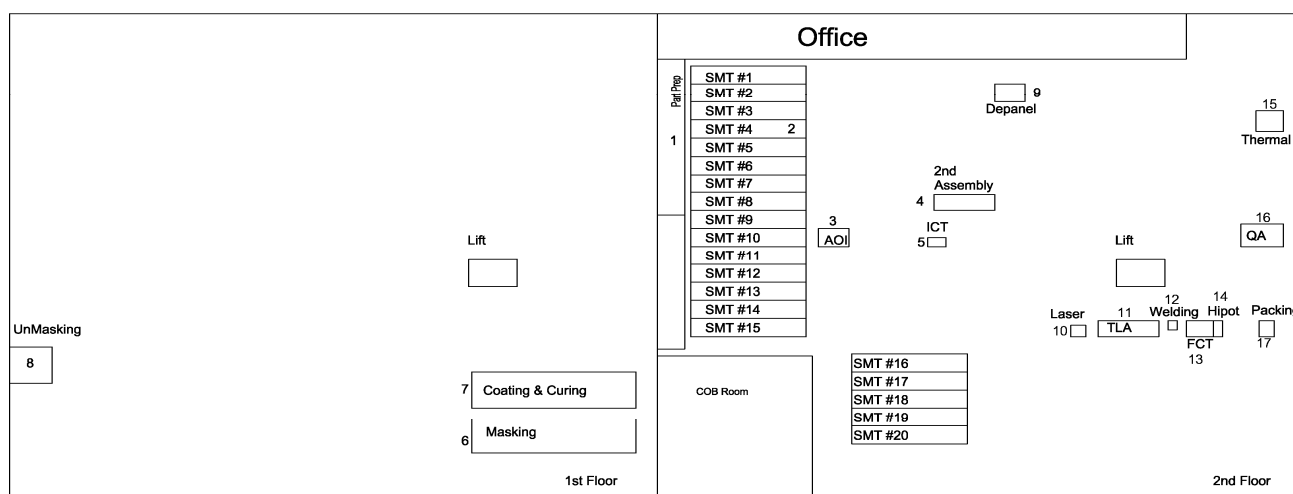 Office
Part Prep
1
SMT #1
SMT #2
SMT #3
SMT #4 2
SMT #5
SMT #6
SMT #7
SMT #8
SMT #9
SMT #10
SMT #11
SMT #12
SMT #13
SMT #14
SMT #15
9
Depanel
15
Thermal
2nd
Assembly
4
3
AOI
ICT
5
16
QA
Lift
Lift
Laser
10
11
TLA
12
Welding
14
Hipot
FCT
13
Packing
17
UnMasking
8
7
Coating & Curing
6
Masking
1st Floor
COB Room
SMT #16
SMT #17
SMT #18
SMT #19
SMT #20
2nd Floor